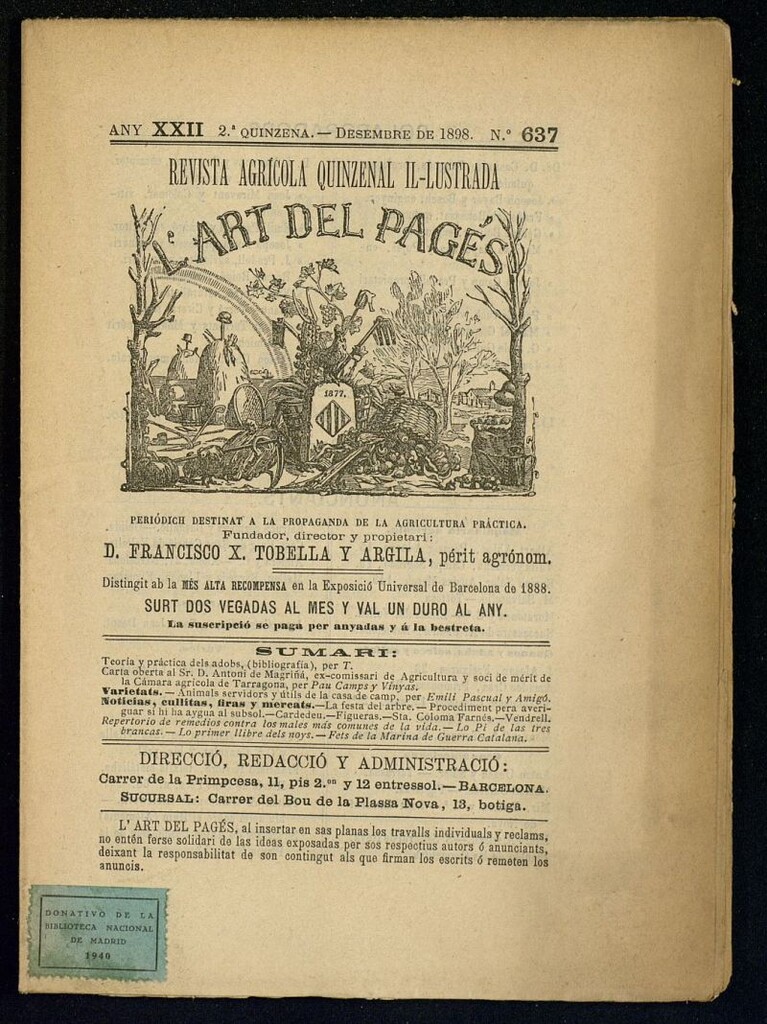 ANY XXII 2.ª QUINZENA. — DESEMBRE DE 1898. N.º 637
REVISTA AGRÍCOLA QUINZENAL IL-LUSTRADA
L'ART DEL PAGÉS
1877.
PERIÓDICH DESTINAT A LA PROPAGANDA DE LA AGRICULTURA PRÁCTICA.
Fundador, director y propietari:
D. FRANCISCO X. TOBELLA Y ARGILA, périt agrónom.
Distingit ab la MÉS ALTA RECOMPENSA en la Exposició Universal de Barcelona de 1888.
SURT DOS VEGADAS AL MES Y VAL UN DURO AL ANY.
La suscripció se paga per anyadas y á la bestreta.
SUMARI:
Teoría y práctica dels adobs, (bibliografía), per T.
Carta oberta al Sr. D. Antoni de Magriñá, ex-comissari de Agricultura y soci de mérit de
la Cámara agrícola de Tarragona, per Pau Camps y Vinyas.
Varietats. — Animals servidors y útils de la casa de camp, per Emili Pascual y Amigó.
Noticias, cullitas, firas y mercats.—La festa del arbre.— Procediment pera averi-
guar si hi ha aygua al subsol.—Cardedeu.—Figueras.—Sta. Coloma Farnés.—Vendrell.
Repertorio de remedios contra los males más comunes de la vida.— Lo Pi de las tres
brancas.— Lo primer llibre dels noys.— Fets de la Marina de Guerra Catalana.
DIRECCIÓ, REDACCIÓ Y ADMINISTRACIÓ:
Carrer de la Primpcesa, 11, pis 2.on y 12 entressol.—BARCELONA.
SUCURSAL: Carrer del Bou de la Plassa Nova, 13, botiga.
L' ART DEL PAGÉS, al insertar en sas planas los travalls individuals y reclams,
no entén ferse solidari de las ideas exposadas per sos respectius autors ó anunciants,
deixant la responsabilitat de son contingut als que firman los escrits ó remeten los
anuncis.
DONATIVO DE LA
BIBLIOTECA NACIONAL
DE MADRID
1940